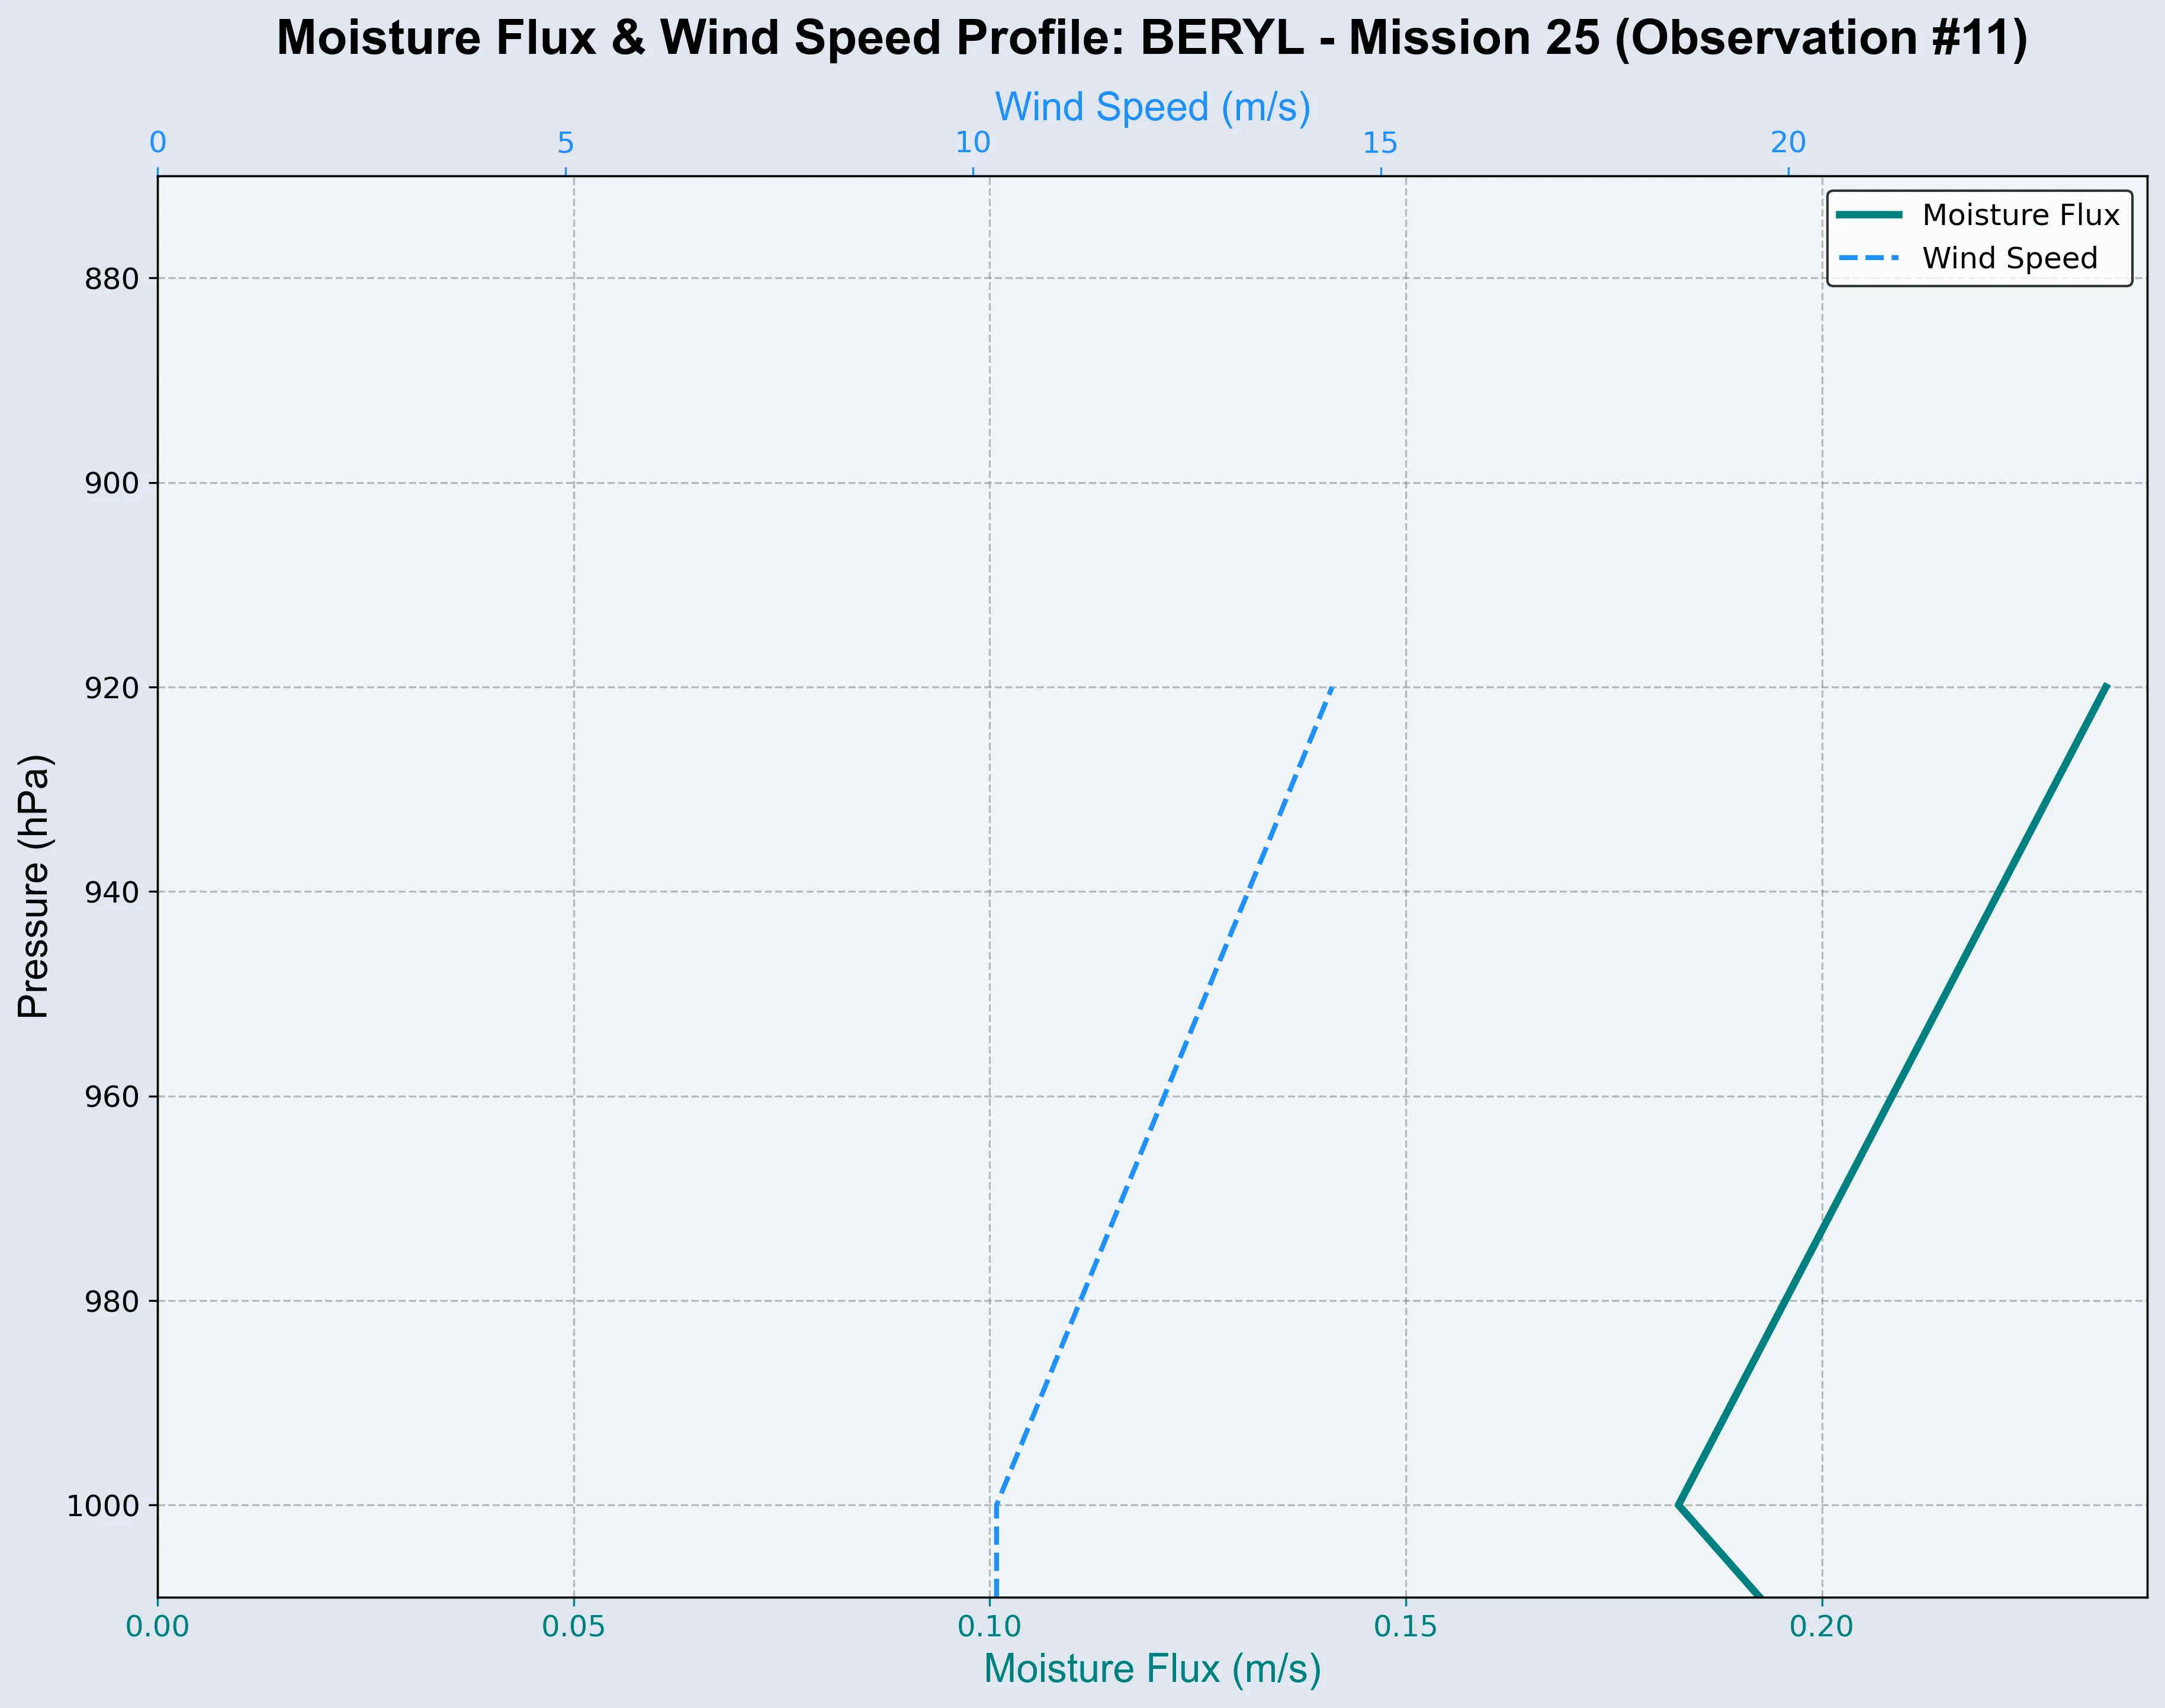 Moisture Flux & Wind Speed Profile: BERYL - Mission 25 (Observation #11)
Wind Speed (m/s)
0 5 10 15 20
Moisture Flux
Wind Speed
880
900
920
940
960
980
1000
Pressure (hPa)
0.00 0.05 0.10 0.15 0.20
Moisture Flux (m/s)